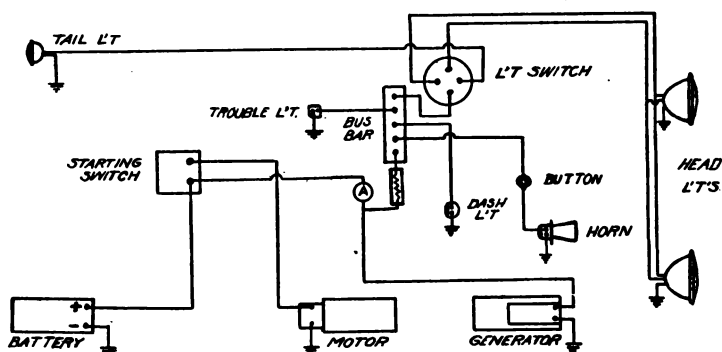 TAIL L'T
L'T SWITCH
TROUBLE L'T.
BUS
BAR
STARTING
SWITCH
HEAD
L'T'S.
BUTTON
A
DASH
L'T
HORN
+
-
BATTERY
MOTOR
GENERATOR